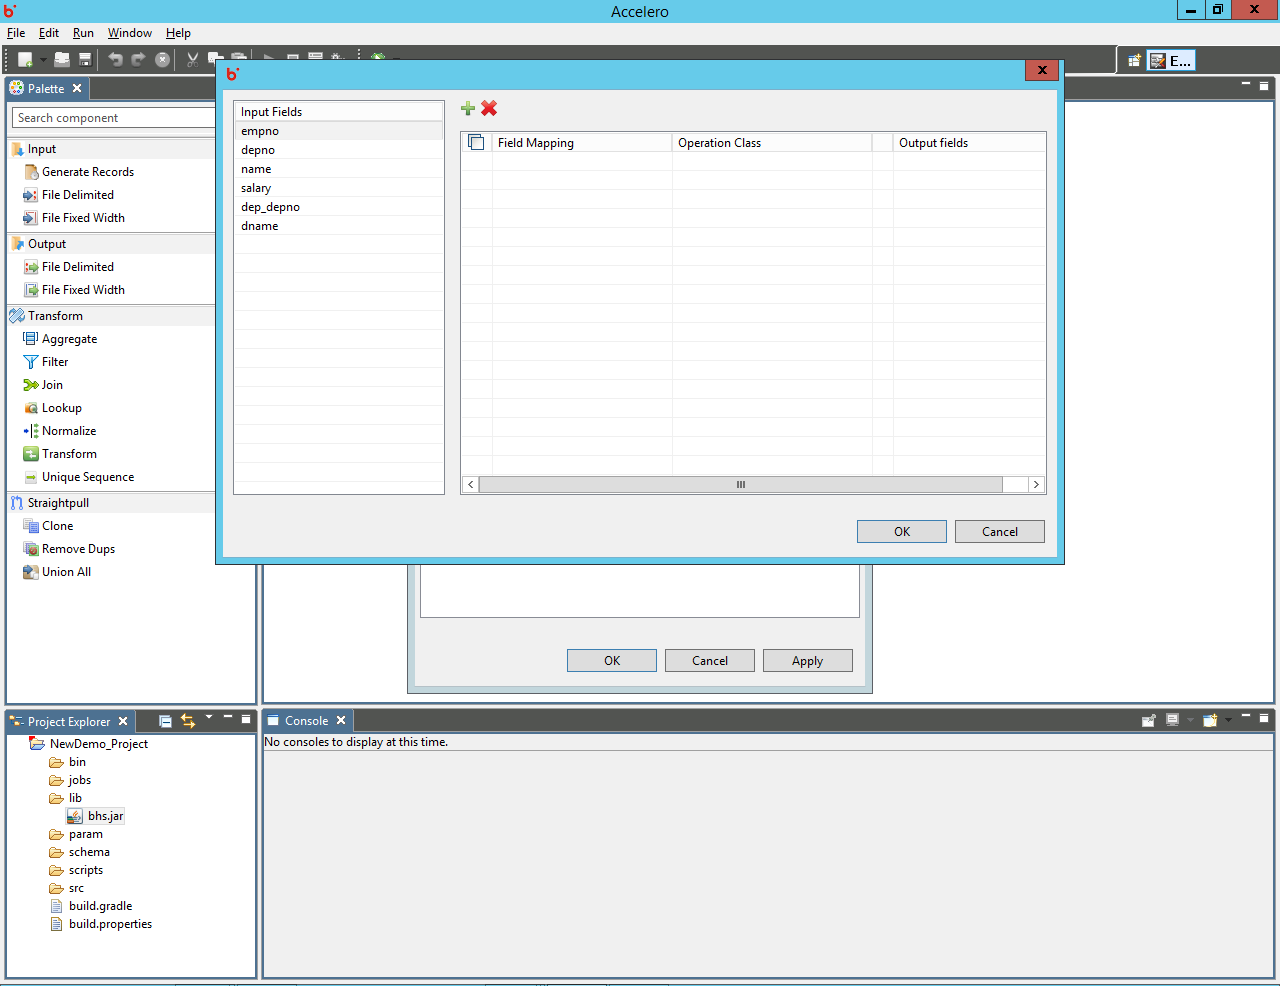 Accelero
File Edit Run Window Help
E...
Palette
Search component
Input
Generate Records
File Delimited
File Fixed Width
Output
File Delimited
File Fixed Width
Transform
Aggregate
Filter
Join
Lookup
Normalize
Transform
Unique Sequence
Straightpull
Clone
Remove Dups
Union All
Input Fields
empno
depno
name
salary
dep_depno
dname
Field Mapping Operation Class Output fields
OK Cancel
OK Cancel Apply
Project Explorer
NewDemo_Project
bin
jobs
lib
bhs.jar
param
schema
scripts
src
build.gradle
build.properties
Console
No consoles to display at this time.